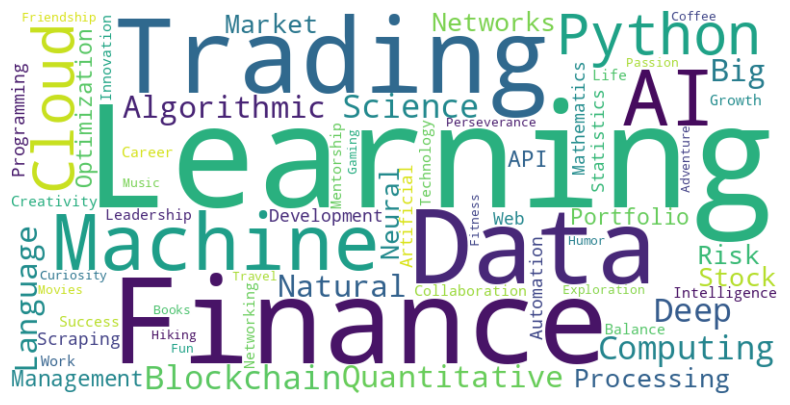 Friendship
Trading
Market
Networks
Coffee
Python
Cloud
Innovation
Optimization
Programming
Passion
AI
Big
Life
Growth
Algorithmic
Science
Mathematics
Statistics
Perseverance
Learning
Career
Music
Mentorship
Gaming
Technology
API
Adventure
Creativity
Leadership
Development
Neural
Artificial
Fitness
Web
Portfolio
Machine
Data
Humor
Language
Risk
Curiosity
Movies
Travel
Natural
Collaboration
Automation
Exploration
Stock
Intelligence
Finance
Books
Success
Networking
Deep
Scraping
Hiking
Fun
Balance
Work
Computing
Management
Blockchain
Quantitative
Processing